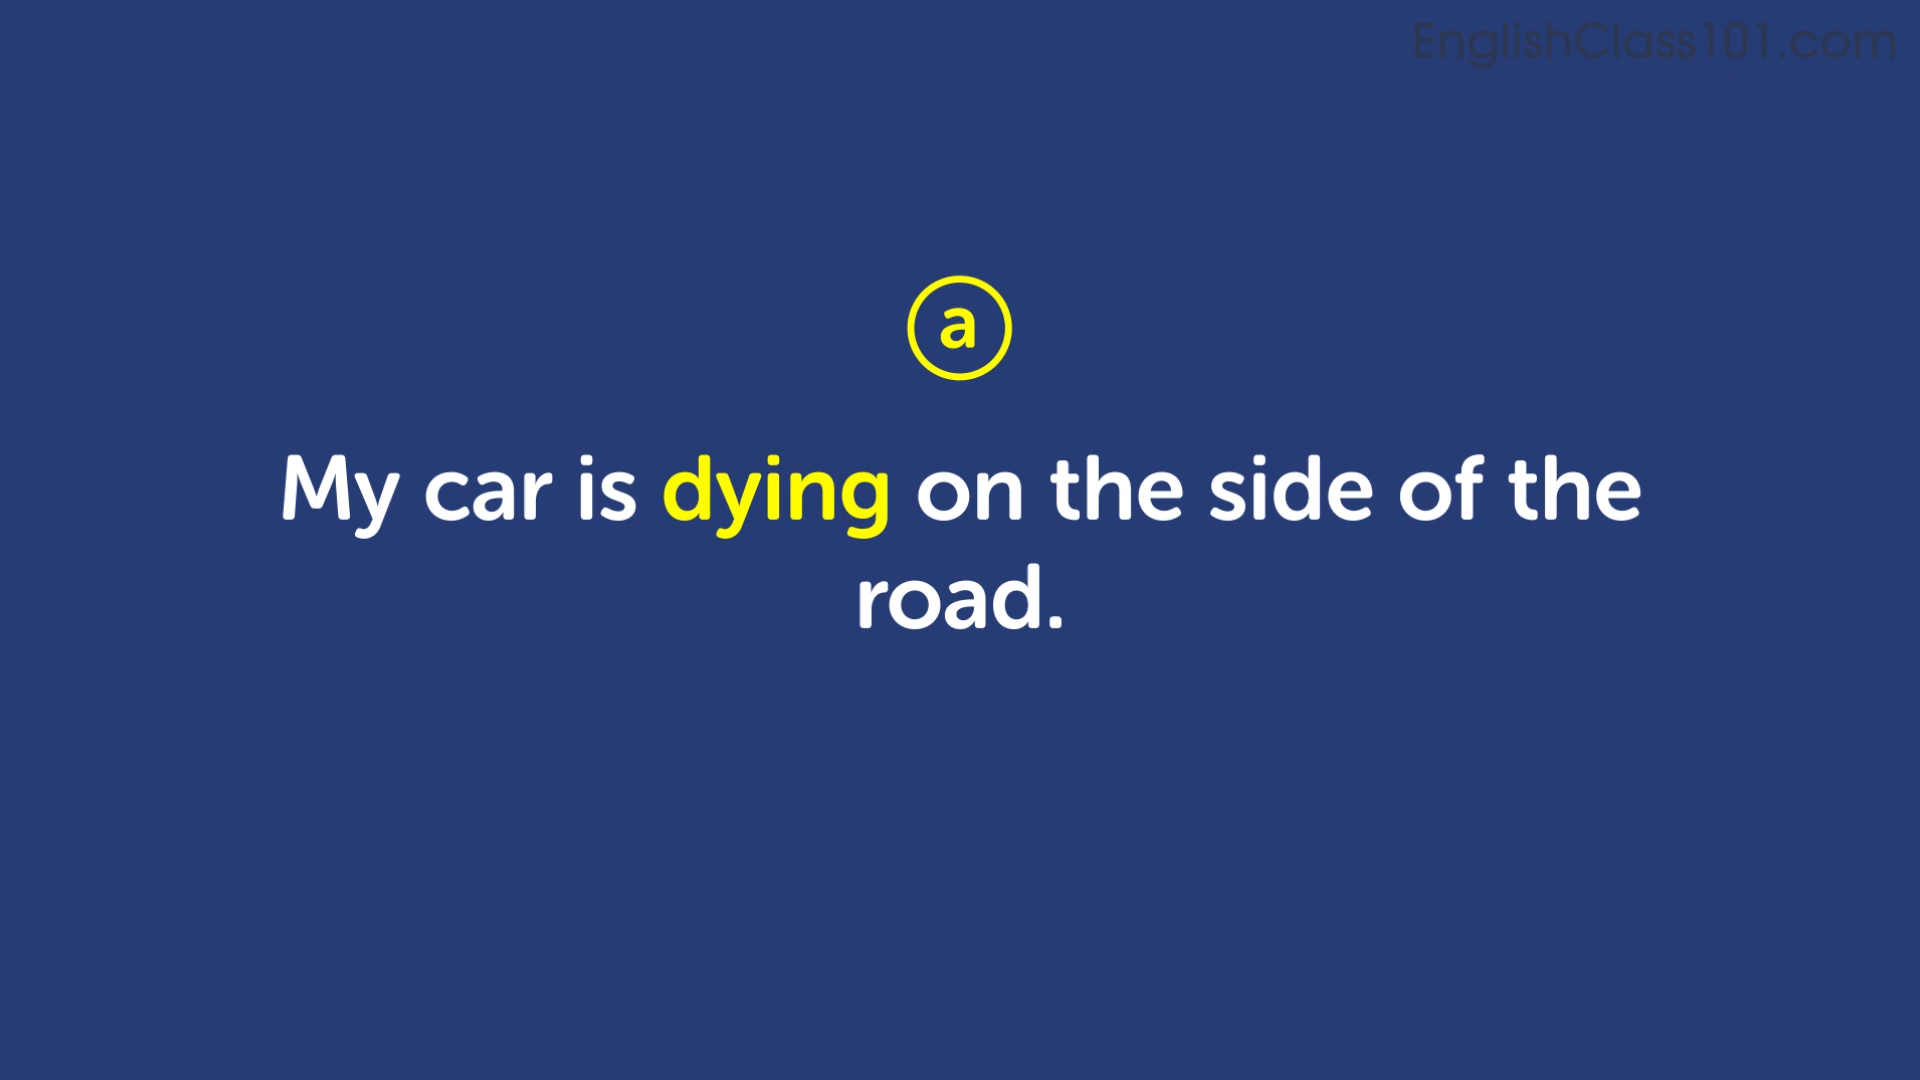 EnglishClass101.com
a
My car is dying on the side of the
road.